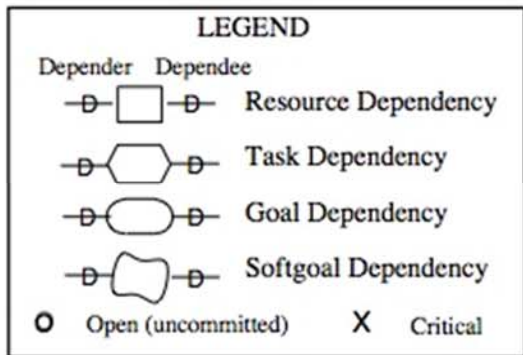 LEGEND
Depender Dependee
D D Resource Dependency
D D Task Dependency
D D Goal Dependency
D D Softgoal Dependency
O Open (uncommitted) X Critical